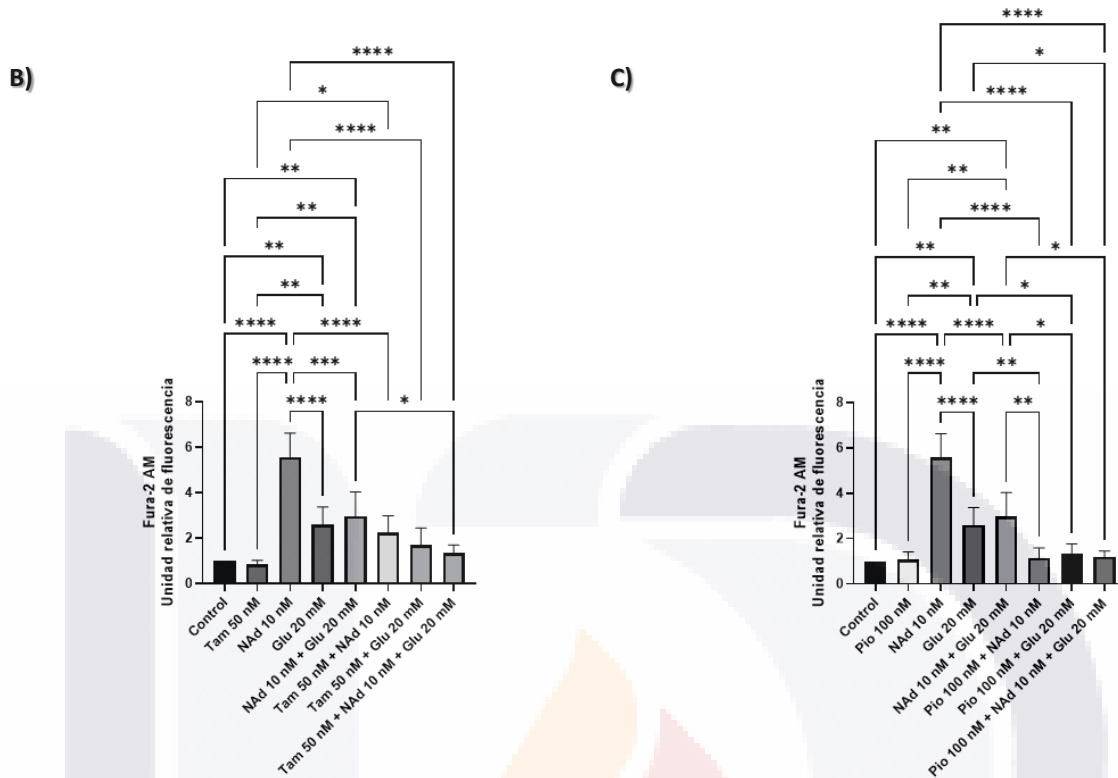 B)
****
*
****
**
**
**
**
**** ****
**** ***
**** *
Fura-2 AM
Unidad relativa de fluorescencia
8
6
4
2
0
Control
Tam 50 nM
NAd 10 nM
Glu 20 mM
NAd 10 nM + Glu 20 mM
Tam 50 nM + NAd 10 nM
Tam 50 nM + Glu 20 mM
Tam 50 nM + NAd 10 nM + Glu 20 mM
C)
****
*
****
**
**
****
** *
** *
**** **** *
**** **
**** **
Fura-2 AM
Unidad relativa de fluorescencia
8
6
4
2
0
Control
Pio 100 nM
NAd 10 nM
Glu 20 mM
NAd 10 nM + Glu 20 mM
Pio 100 nM + NAd 10 nM
Pio 100 nM + Glu 20 mM
Pio 100 nM + NAd 10 nM + Glu 20 mM